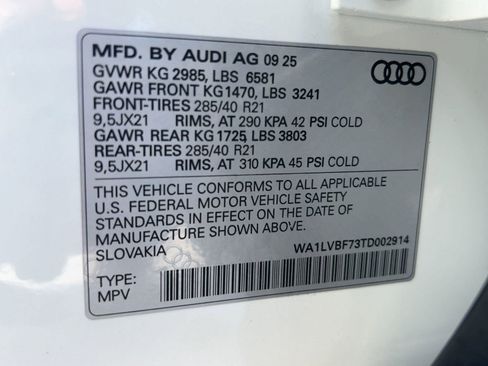 MFD. BY AUDI AG 09 25
GVWR KG 2985, LBS 6581
GAWR FRONT KG1470, LBS 3241
FRONT-TIRES 285/40 R21
9,5JX21 RIMS, AT 290 KPA 42 PSI COLD
GAWR REAR KG 1725, LBS 3803
REAR-TIRES 285/40 R21
9,5JX21 RIMS, AT 310 KPA 45 PSI COLD
THIS VEHICLE CONFORMS TO ALL APPLICABLE
U.S. FEDERAL MOTOR VEHICLE SAFETY
STANDARDS IN EFFECT ON THE DATE OF
MANUFACTURE SHOWN ABOVE.
SLOVAKIA WA1LVBF73TD002914
TYPE:
MPV